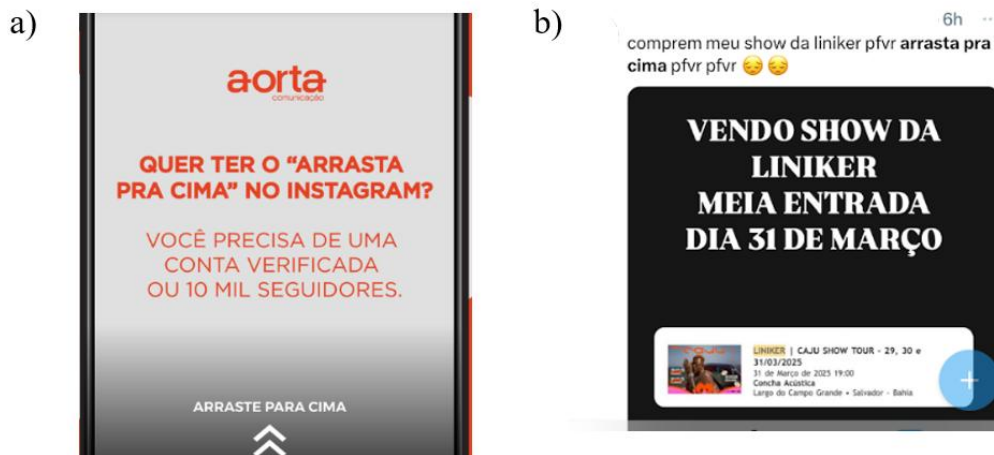 a)
aorta
comunicação
QUER TER O “ARRASTA
PRA CIMA” NO INSTAGRAM?
VOCÊ PRECISA DE UMA
CONTA VERIFICADA
OU 10 MIL SEGUIDORES.
ARRASTE PARA CIMA
b)
6h
comprem meu show da liniker pfvr arrasta pra
cima pfvr pfvr 😔 😔
VENDO SHOW DA
LINIKER
MEIA ENTRADA
DIA 31 DE MARÇO
LINIKER | CAJU SHOW TOUR - 29, 30 e
31/03/2025
31 de Março de 2025 19:00
Concha Acústica
Largo do Campo Grande • Salvador - Bahia